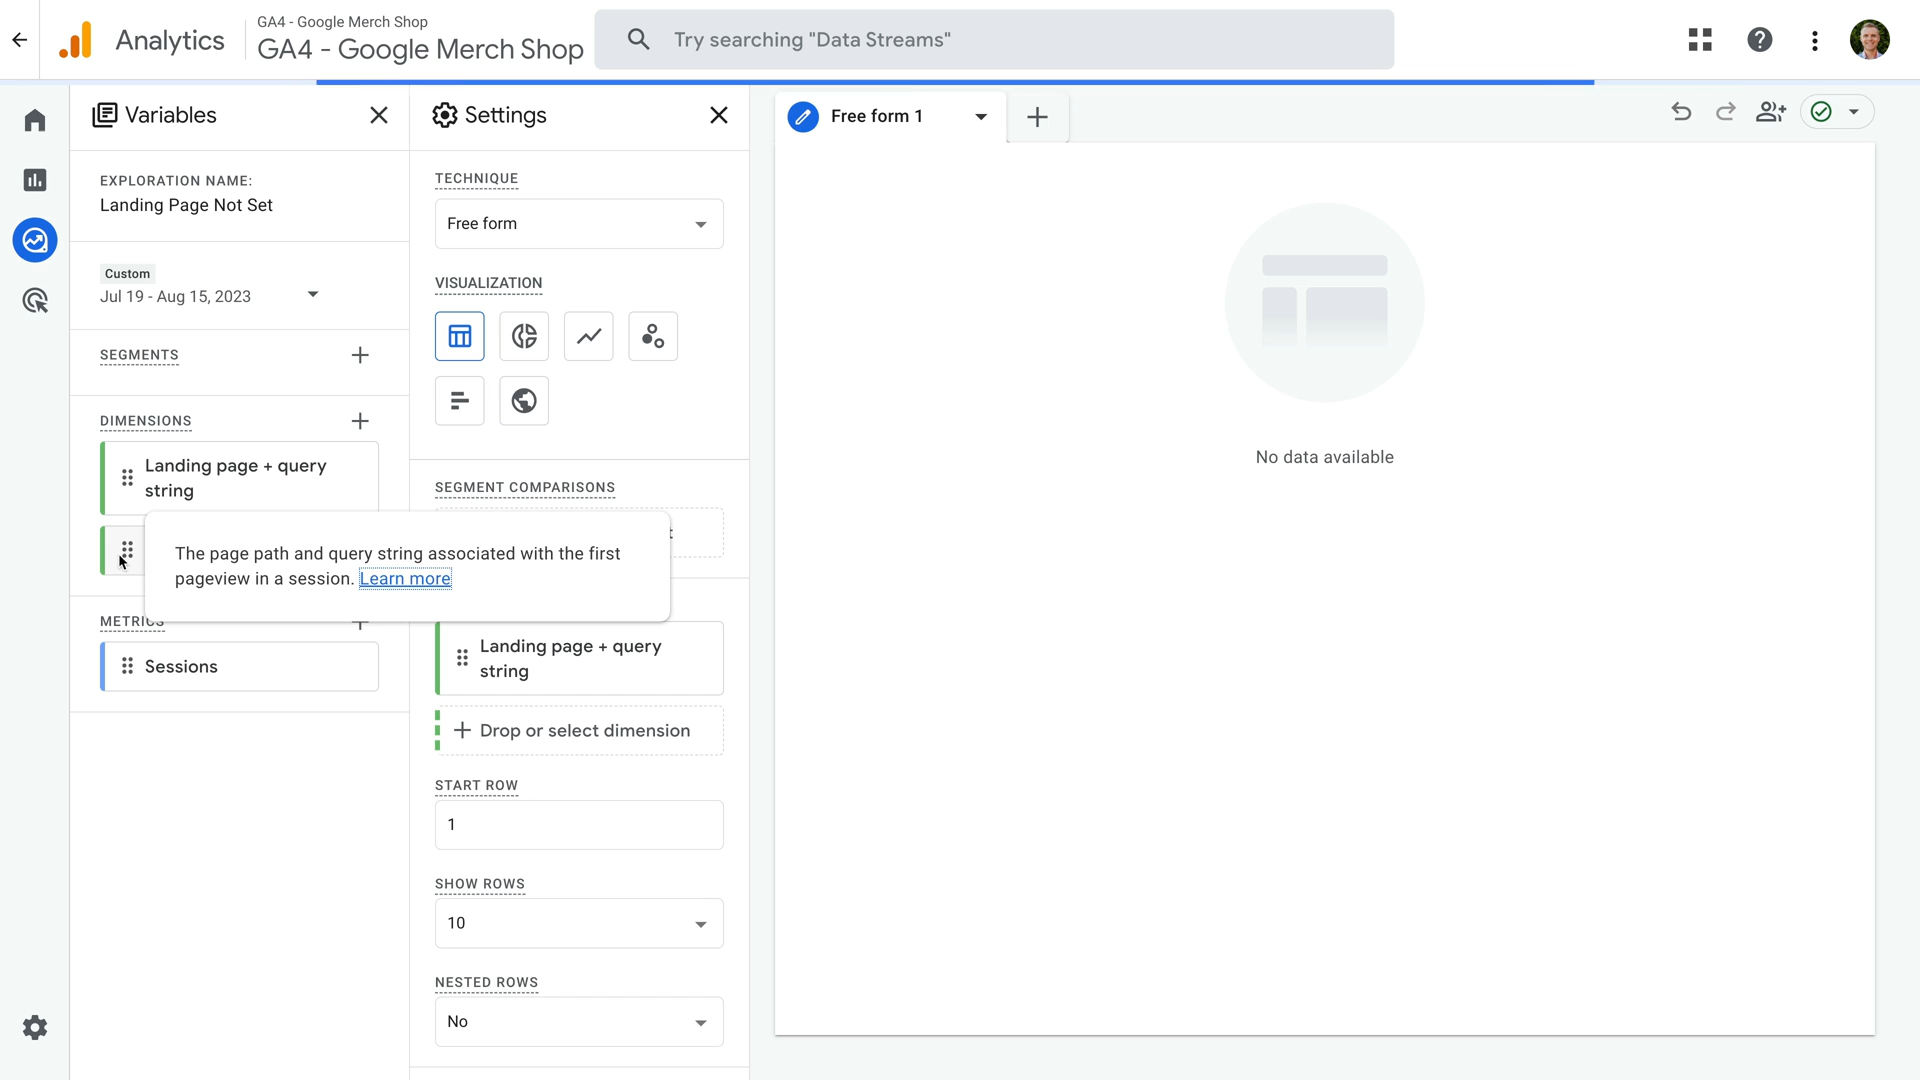 GA4 - Google Merch Shop
Analytics
GA4 - Google Merch Shop
Try searching "Data Streams"
Variables
EXPLORATION NAME:
Landing Page Not Set
Custom
Jul 19 - Aug 15, 2023
SEGMENTS
DIMENSIONS
Landing page + query
string
The page path and query string associated with the first
pageview in a session. Learn more
METRICS
Sessions
Settings
TECHNIQUE
Free form
VISUALIZATION
SEGMENT COMPARISONS
Landing page + query
string
Drop or select dimension
START ROW
1
SHOW ROWS
10
NESTED ROWS
No
Free form 1
No data available